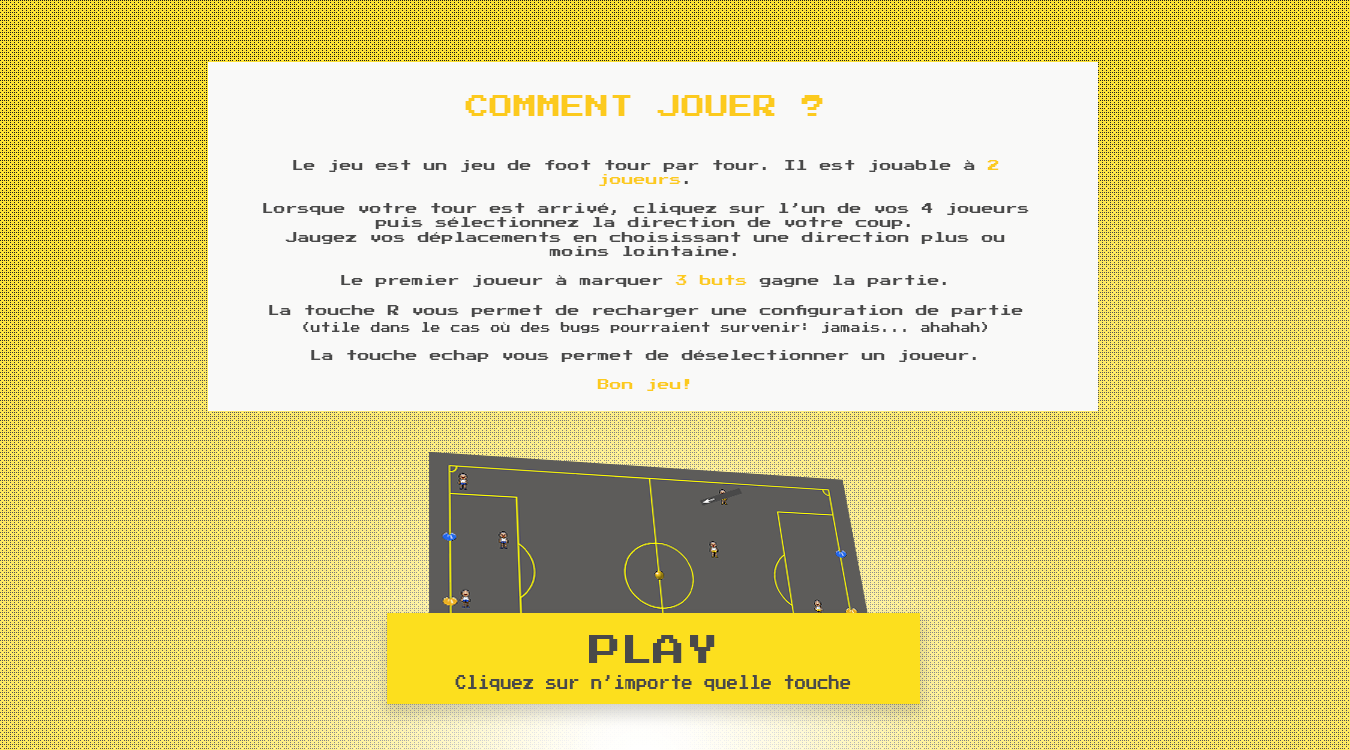 COMMENT JOUER ?
Le jeu est un jeu de foot tour par tour. Il est jouable à 2
joueurs.
Lorsque votre tour est arrivé, cliquez sur l'un de vos 4 joueurs
puis sélectionnez la direction de votre coup.
Jaugez vos déplacements en choisissant une direction plus ou
moins lointaine.
Le premier joueur à marquer 3 buts gagne la partie.
La touche R vous permet de recharger une configuration de partie
(utile dans le cas où des bugs pourraient survenir: jamais... ahahah)
La touche echap vous permet de déselectionner un joueur.
Bon jeu!
PLAY
Cliquez sur n'importe quelle touche